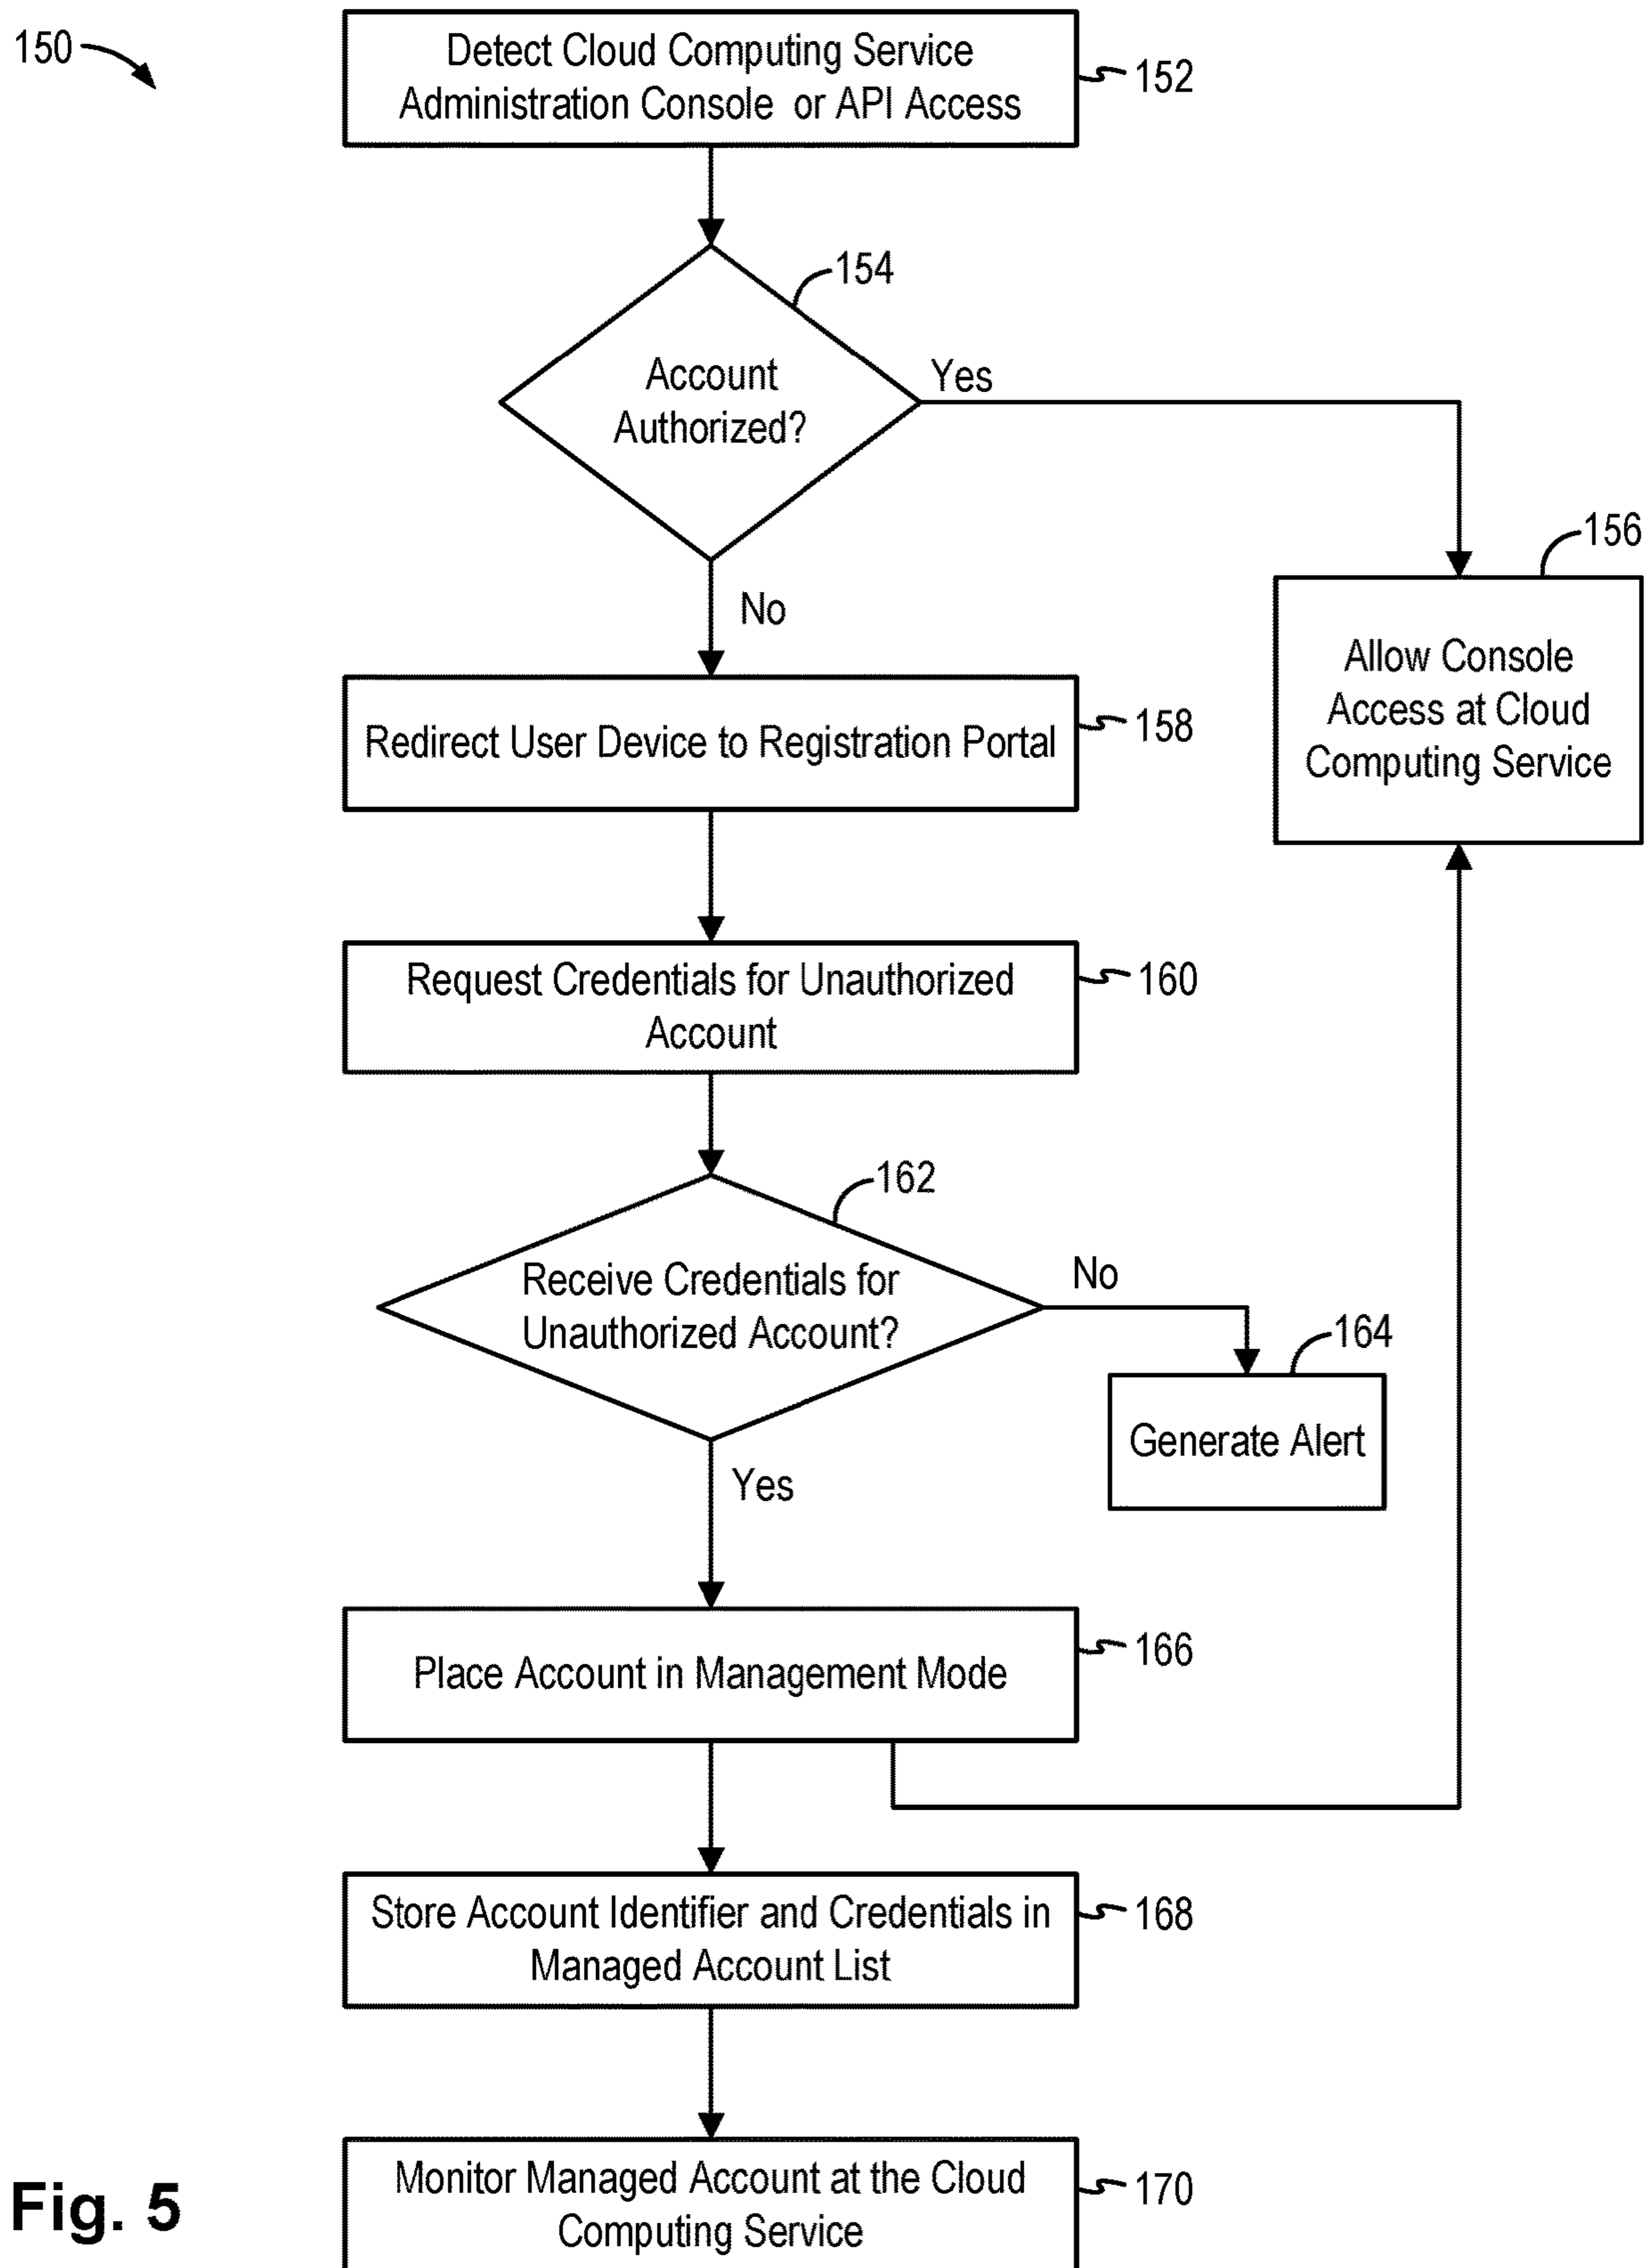 150
Detect Cloud Computing Service
Administration Console or API Access
152
154
Account
Authorized?
Yes
No
156
Allow Console
Access at Cloud
Computing Service
Redirect User Device to Registration Portal
158
Request Credentials for Unauthorized
Account
160
162
Receive Credentials for
Unauthorized Account?
No
164
Generate Alert
Yes
Place Account in Management Mode
166
Store Account Identifier and Credentials in
Managed Account List
168
Monitor Managed Account at the Cloud
Computing Service
170
Fig. 5